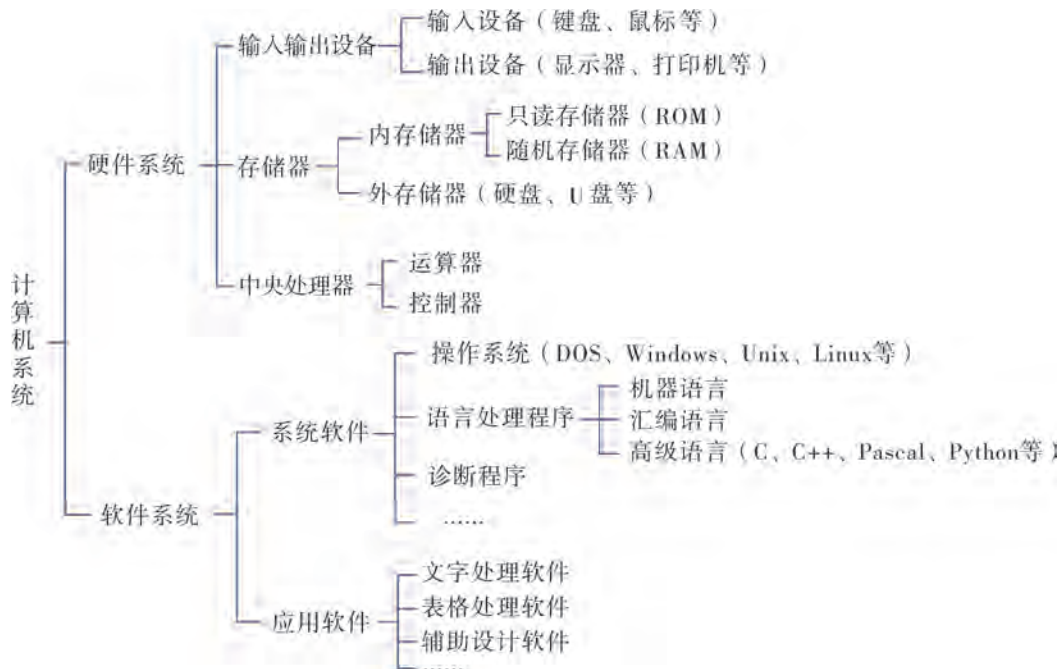 计算机系统
硬件系统
输入输出设备
输入设备（键盘、鼠标等）
输出设备（显示器、打印机等）
存储器
内存储器
只读存储器（ROM）
随机存储器（RAM）
外存储器（硬盘、U盘等）
中央处理器
运算器
控制器
软件系统
系统软件
操作系统（DOS、Windows、Unix、Linux等）
语言处理程序
机器语言
汇编语言
高级语言（C、C++、Pascal、Python等）
诊断程序
……
应用软件
文字处理软件
表格处理软件
辅助设计软件
……